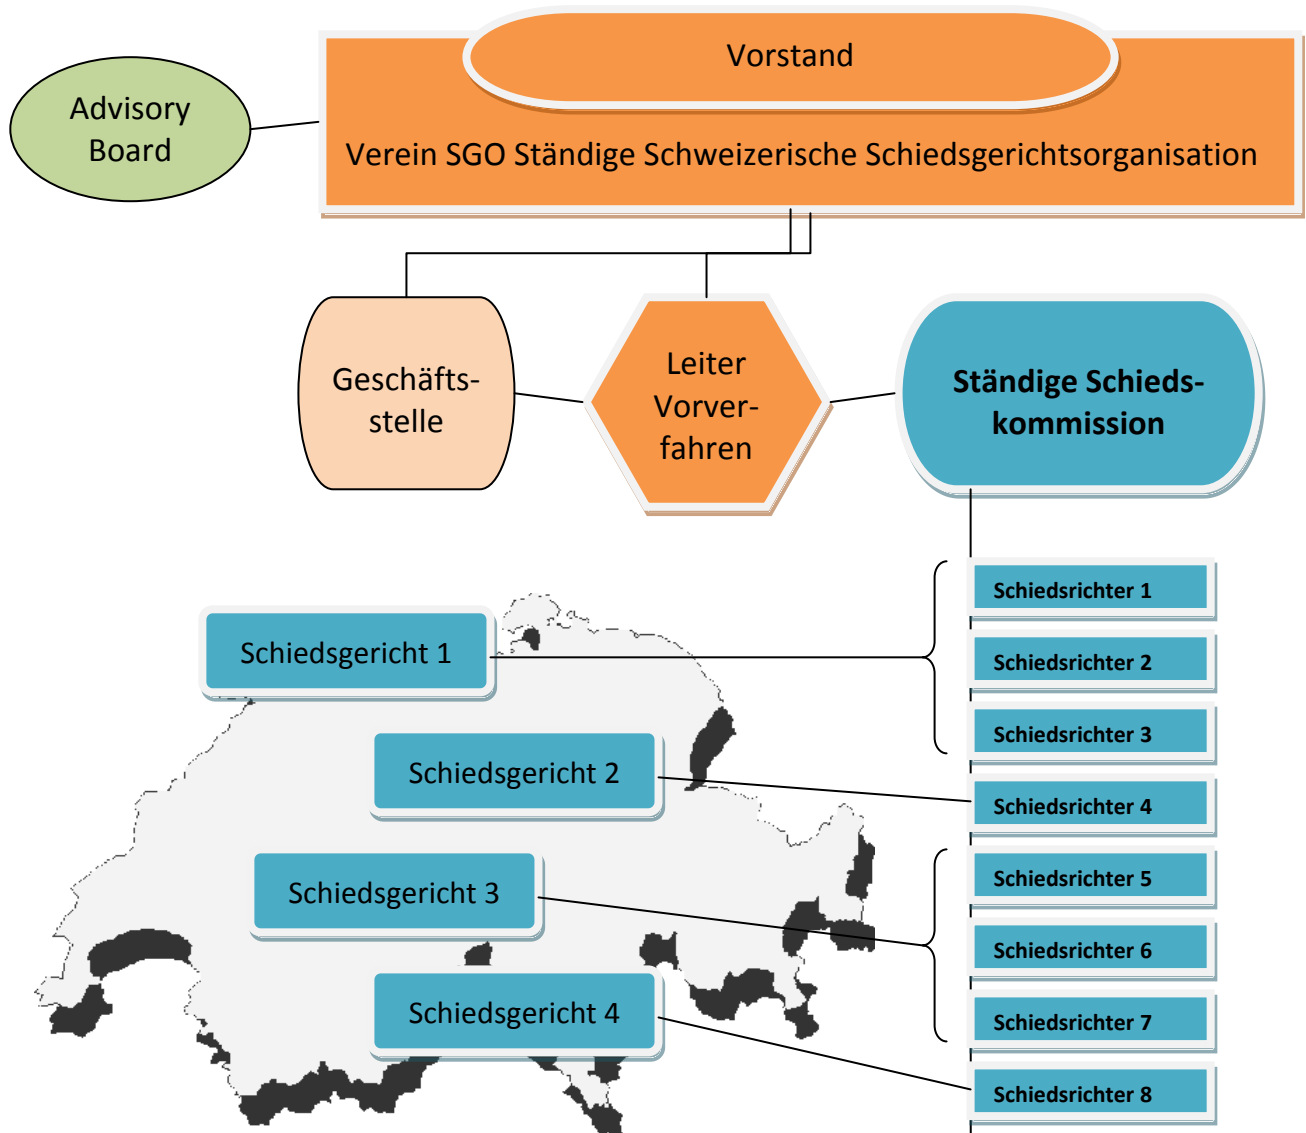 Vorstand
Advisory
Board
Verein SGO Ständige Schweizerische Schiedsgerichtsorganisation
Geschäfts-
stelle
Leiter
Vorver-
fahren
Ständige Schieds-
kommission
Schiedsgericht 1
Schiedsgericht 2
Schiedsgericht 3
Schiedsgericht 4
Schiedsrichter 1
Schiedsrichter 2
Schiedsrichter 3
Schiedsrichter 4
Schiedsrichter 5
Schiedsrichter 6
Schiedsrichter 7
Schiedsrichter 8